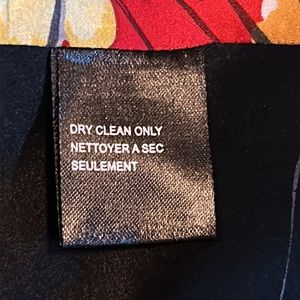 DRY CLEAN ONLY
NETTOYER A SEC
SEULEMENT